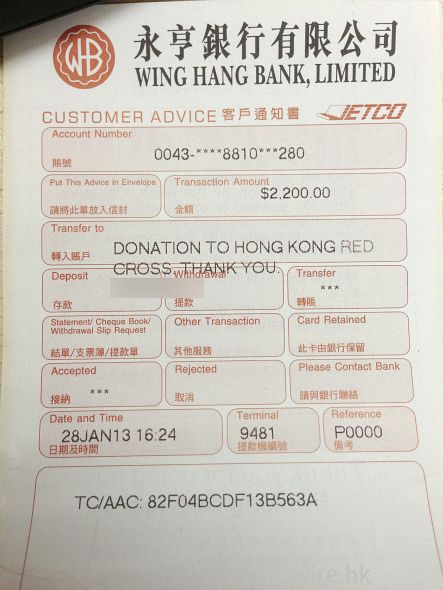 WHB
永亨銀行有限公司
WING HANG BANK, LIMITED
CUSTOMER ADVICE 客戶通知書 JETCO
Account Number
賬號 0043-****8810***280
Put This Advice in Envelope
請將此單放入信封
Transaction Amount
金額 $2,200.00
Transfer to
轉入賬戶 DONATION TO HONG KONG RED
CROSS. THANK YOU.
Deposit
存款
Withdrawal
提款
Transfer
***
轉賬
Statement/ Cheque Book/
Withdrawal Slip Request
結單/支票簿/提款單
Other Transaction
其他服務
Card Retained
此卡由銀行保留
Accepted
接納 ***
Rejected
取消
Please Contact Bank
請與銀行聯絡
Date and Time
28JAN13 16:24
日期及時間
Terminal
9481
提款機編號
Reference
P0000
備考
TC/AAC: 82F04BCDF13B563A